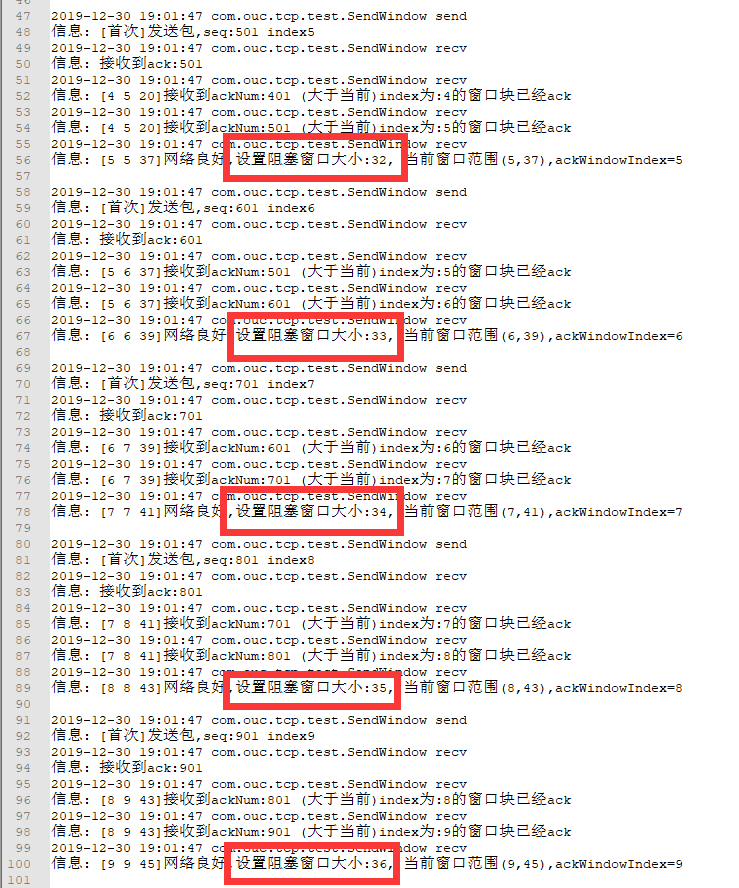 46
47 2019-12-30 19:01:47 com.ouc.tcp.test.SendWindow send
48 信息: [首次]发送包,seq:501 index5
49 2019-12-30 19:01:47 com.ouc.tcp.test.SendWindow recv
50 信息: 接收到ack:501
51 2019-12-30 19:01:47 com.ouc.tcp.test.SendWindow recv
52 信息: [4 5 20]接收到ackNum:401 (大于当前)index为:4的窗口块已经ack
53 2019-12-30 19:01:47 com.ouc.tcp.test.SendWindow recv
54 信息: [4 5 20]接收到ackNum:501 (大于当前)index为:5的窗口块已经ack
55 2019-12-30 19:01:47 com.ouc.tcp.test.SendWindow recv
56 信息: [5 5 37]网络良好,设置阻塞窗口大小:32, 当前窗口范围(5,37),ackWindowIndex=5
57
58 2019-12-30 19:01:47 com.ouc.tcp.test.SendWindow send
59 信息: [首次]发送包,seq:601 index6
60 2019-12-30 19:01:47 com.ouc.tcp.test.SendWindow recv
61 信息: 接收到ack:601
62 2019-12-30 19:01:47 com.ouc.tcp.test.SendWindow recv
63 信息: [5 6 37]接收到ackNum:501 (大于当前)index为:5的窗口块已经ack
64 2019-12-30 19:01:47 com.ouc.tcp.test.SendWindow recv
65 信息: [5 6 37]接收到ackNum:601 (大于当前)index为:6的窗口块已经ack
66 2019-12-30 19:01:47 com.ouc.tcp.test.SendWindow recv
67 信息: [6 6 39]网络良好,设置阻塞窗口大小:33, 当前窗口范围(6,39),ackWindowIndex=6
68
69 2019-12-30 19:01:47 com.ouc.tcp.test.SendWindow send
70 信息: [首次]发送包,seq:701 index7
71 2019-12-30 19:01:47 com.ouc.tcp.test.SendWindow recv
72 信息: 接收到ack:701
73 2019-12-30 19:01:47 com.ouc.tcp.test.SendWindow recv
74 信息: [6 7 39]接收到ackNum:601 (大于当前)index为:6的窗口块已经ack
75 2019-12-30 19:01:47 com.ouc.tcp.test.SendWindow recv
76 信息: [6 7 39]接收到ackNum:701 (大于当前)index为:7的窗口块已经ack
77 2019-12-30 19:01:47 com.ouc.tcp.test.SendWindow recv
78 信息: [7 7 41]网络良好,设置阻塞窗口大小:34, 当前窗口范围(7,41),ackWindowIndex=7
79
80 2019-12-30 19:01:47 com.ouc.tcp.test.SendWindow send
81 信息: [首次]发送包,seq:801 index8
82 2019-12-30 19:01:47 com.ouc.tcp.test.SendWindow recv
83 信息: 接收到ack:801
84 2019-12-30 19:01:47 com.ouc.tcp.test.SendWindow recv
85 信息: [7 8 41]接收到ackNum:701 (大于当前)index为:7的窗口块已经ack
86 2019-12-30 19:01:47 com.ouc.tcp.test.SendWindow recv
87 信息: [7 8 41]接收到ackNum:801 (大于当前)index为:8的窗口块已经ack
88 2019-12-30 19:01:47 com.ouc.tcp.test.SendWindow recv
89 信息: [8 8 43]网络良好,设置阻塞窗口大小:35, 当前窗口范围(8,43),ackWindowIndex=8
90
91 2019-12-30 19:01:47 com.ouc.tcp.test.SendWindow send
92 信息: [首次]发送包,seq:901 index9
93 2019-12-30 19:01:47 com.ouc.tcp.test.SendWindow recv
94 信息: 接收到ack:901
95 2019-12-30 19:01:47 com.ouc.tcp.test.SendWindow recv
96 信息: [8 9 43]接收到ackNum:801 (大于当前)index为:8的窗口块已经ack
97 2019-12-30 19:01:47 com.ouc.tcp.test.SendWindow recv
98 信息: [8 9 43]接收到ackNum:901 (大于当前)index为:9的窗口块已经ack
99 2019-12-30 19:01:47 com.ouc.tcp.test.SendWindow recv
100 信息: [9 9 45]网络良好,设置阻塞窗口大小:36, 当前窗口范围(9,45),ackWindowIndex=9
101